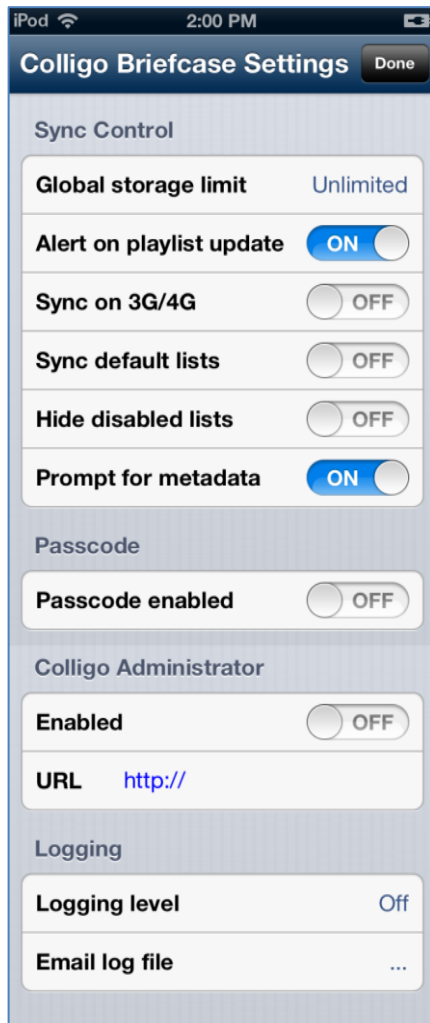 iPod 2:00 PM
Colligo Briefcase Settings Done
Sync Control
Global storage limit Unlimited
Alert on playlist update ON
Sync on 3G/4G OFF
Sync default lists OFF
Hide disabled lists OFF
Prompt for metadata ON
Passcode
Passcode enabled OFF
Colligo Administrator
Enabled OFF
URL http://
Logging
Logging level Off
Email log file ...